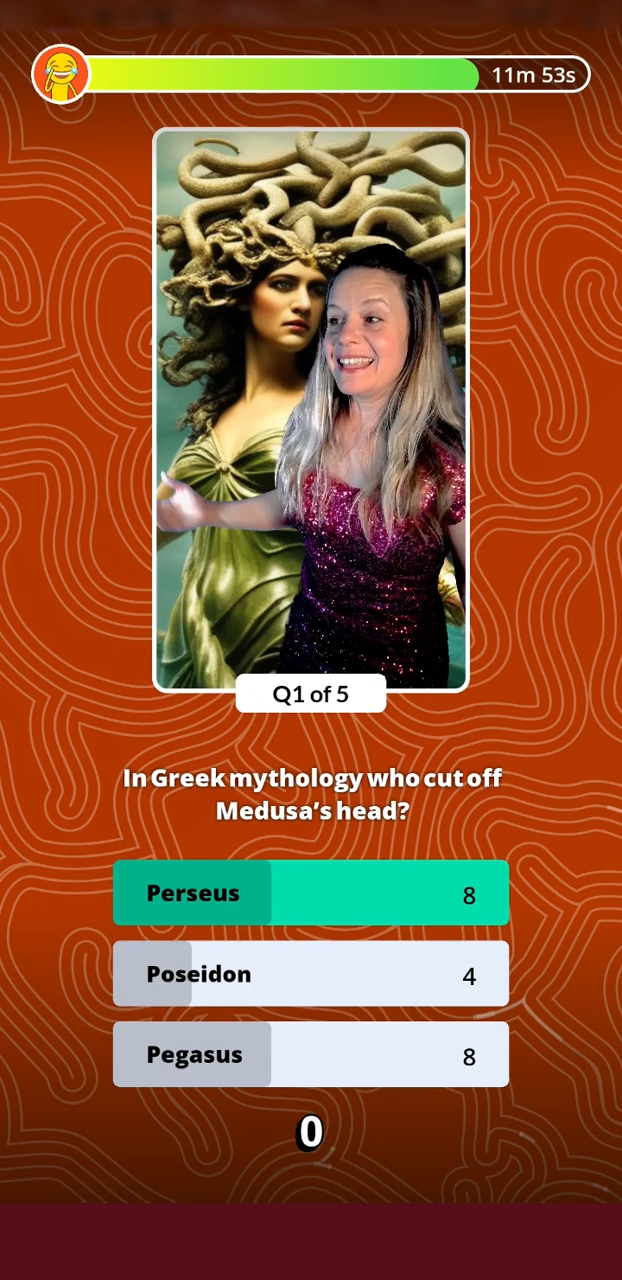 11m 53s
Q1 of 5
In Greek mythology who cut off
Medusa's head?
Perseus 8
Poseidon 4
Pegasus 8
0